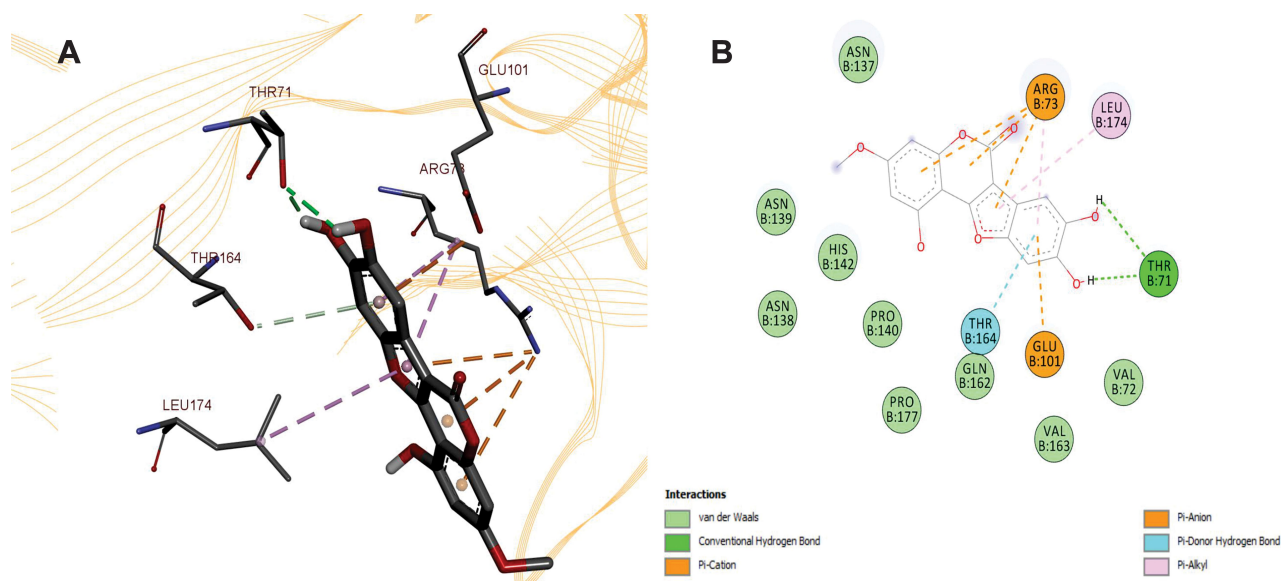 A
GLU101
THR71
ARG73
THR164
LEU174
B
ASN
B:137
ARG
B:73
LEU
B:174
O
O
O
ASN
B:139
HIS
B:142
H
O
O
O
H
O
THR
B:71
ASN
B:138
PRO
B:140
THR
B:164
GLU
B:101
GLN
B:162
VAL
B:72
PRO
B:177
VAL
B:163
Interactions
van der Waals
Conventional Hydrogen Bond
Pi-Cation
Pi-Anion
Pi-Donor Hydrogen Bond
Pi-Alkyl